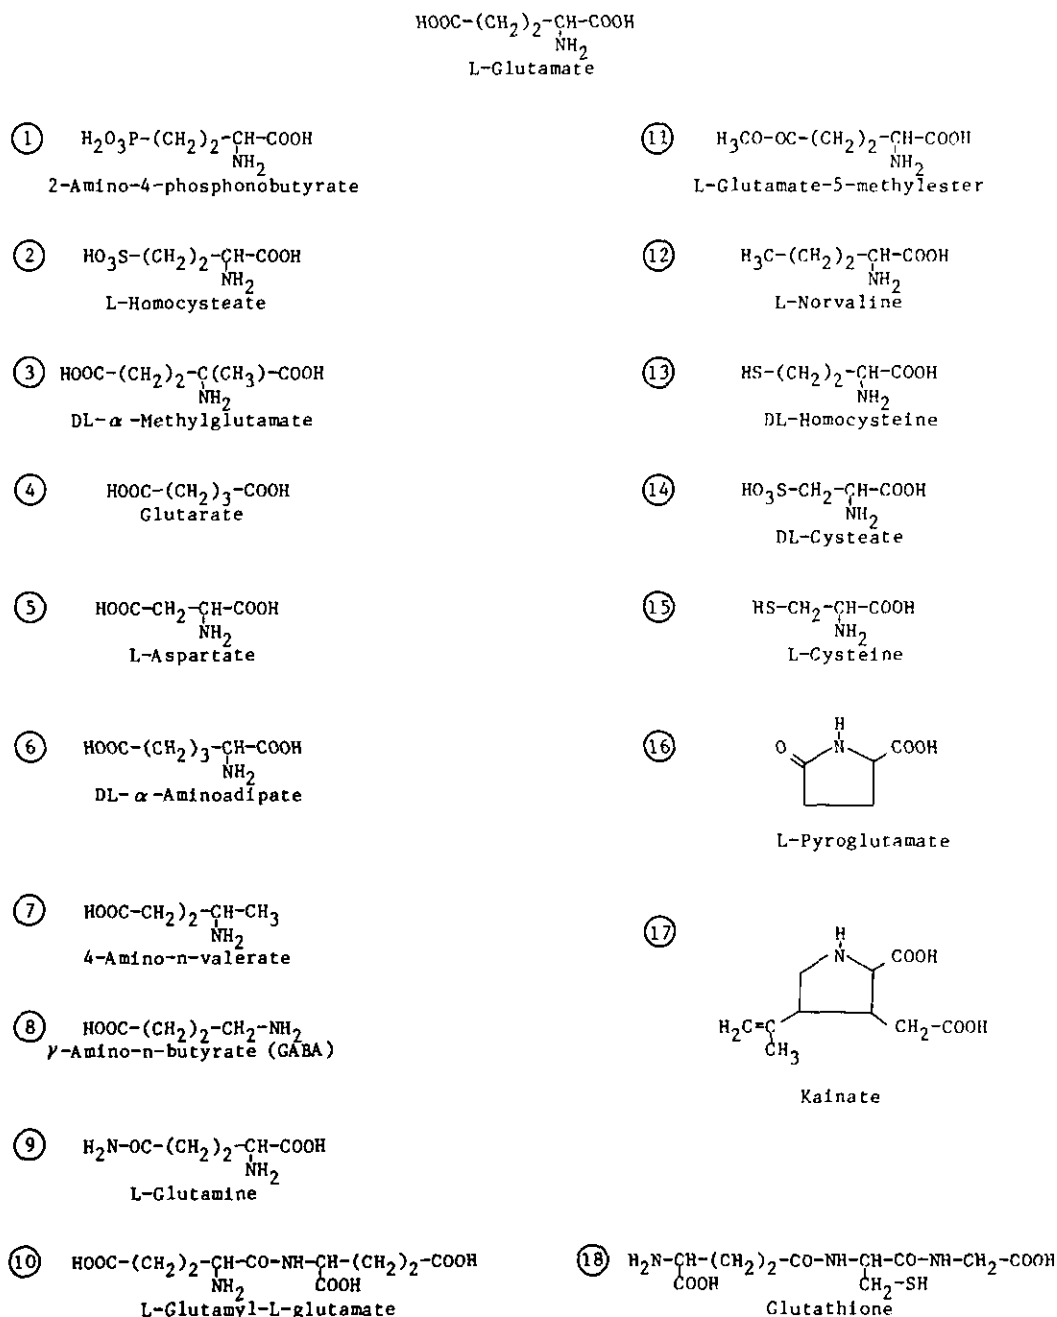 HOOC-(CH2)2-CH-COOH
NH2
L-Glutamate
1 H2O3P-(CH2)2-CH-COOH
NH2
2-Amino-4-phosphonobutyrate
2 HO3S-(CH2)2-CH-COOH
NH2
L-Homocysteate
3 HOOC-(CH2)2-C(CH3)-COOH
NH2
DL-α-Methylglutamate
4 HOOC-(CH2)3-COOH
Glutarate
5 HOOC-CH2-CH-COOH
NH2
L-Aspartate
6 HOOC-(CH2)3-CH-COOH
NH2
DL-α-Aminoadipate
7 HOOC-CH2)2-CH-CH3
NH2
4-Amino-n-valerate
8 HOOC-(CH2)2-CH2-NH2
γ-Amino-n-butyrate (GABA)
9 H2N-OC-(CH2)2-CH-COOH
NH2
L-Glutamine
10 HOOC-(CH2)2-CH-CO-NH-CH-(CH2)2-COOH
NH2 COOH
L-Glutamyl-L-glutamate
11 H3CO-OC-(CH2)2-CH-COOH
NH2
L-Glutamate-5-methylester
12 H3C-(CH2)2-CH-COOH
NH2
L-Norvaline
13 HS-(CH2)2-CH-COOH
NH2
DL-Homocysteine
14 HO3S-CH2-CH-COOH
NH2
DL-Cysteate
15 HS-CH2-CH-COOH
NH2
L-Cysteine
16 H
O N COOH
L-Pyroglutamate
17 H
N COOH
H2C=C CH2-COOH
CH3
Kainate
18 H2N-CH-(CH2)2-CO-NH-CH-CO-NH-CH2-COOH
COOH CH2-SH
Glutathione